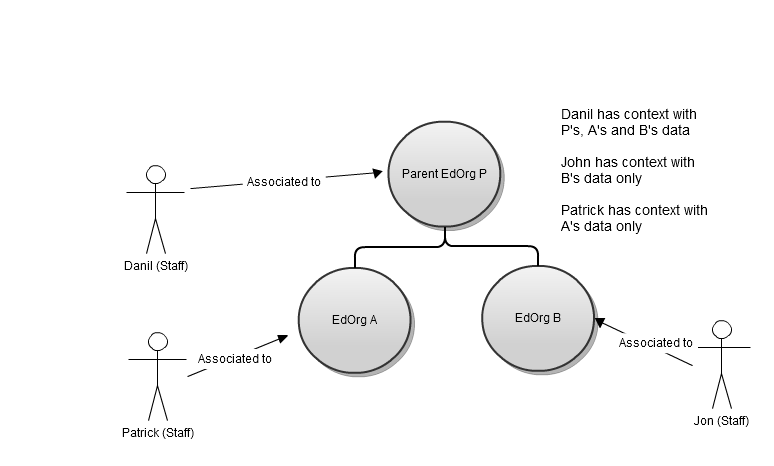 Danil has context with
P's, A's and B's data
John has context with
B's data only
Patrick has context with
A's data only
Parent EdOrg P
Associated to
Danil (Staff)
EdOrg A
EdOrg B
Associated to
Patrick (Staff)
Associated to
Jon (Staff)